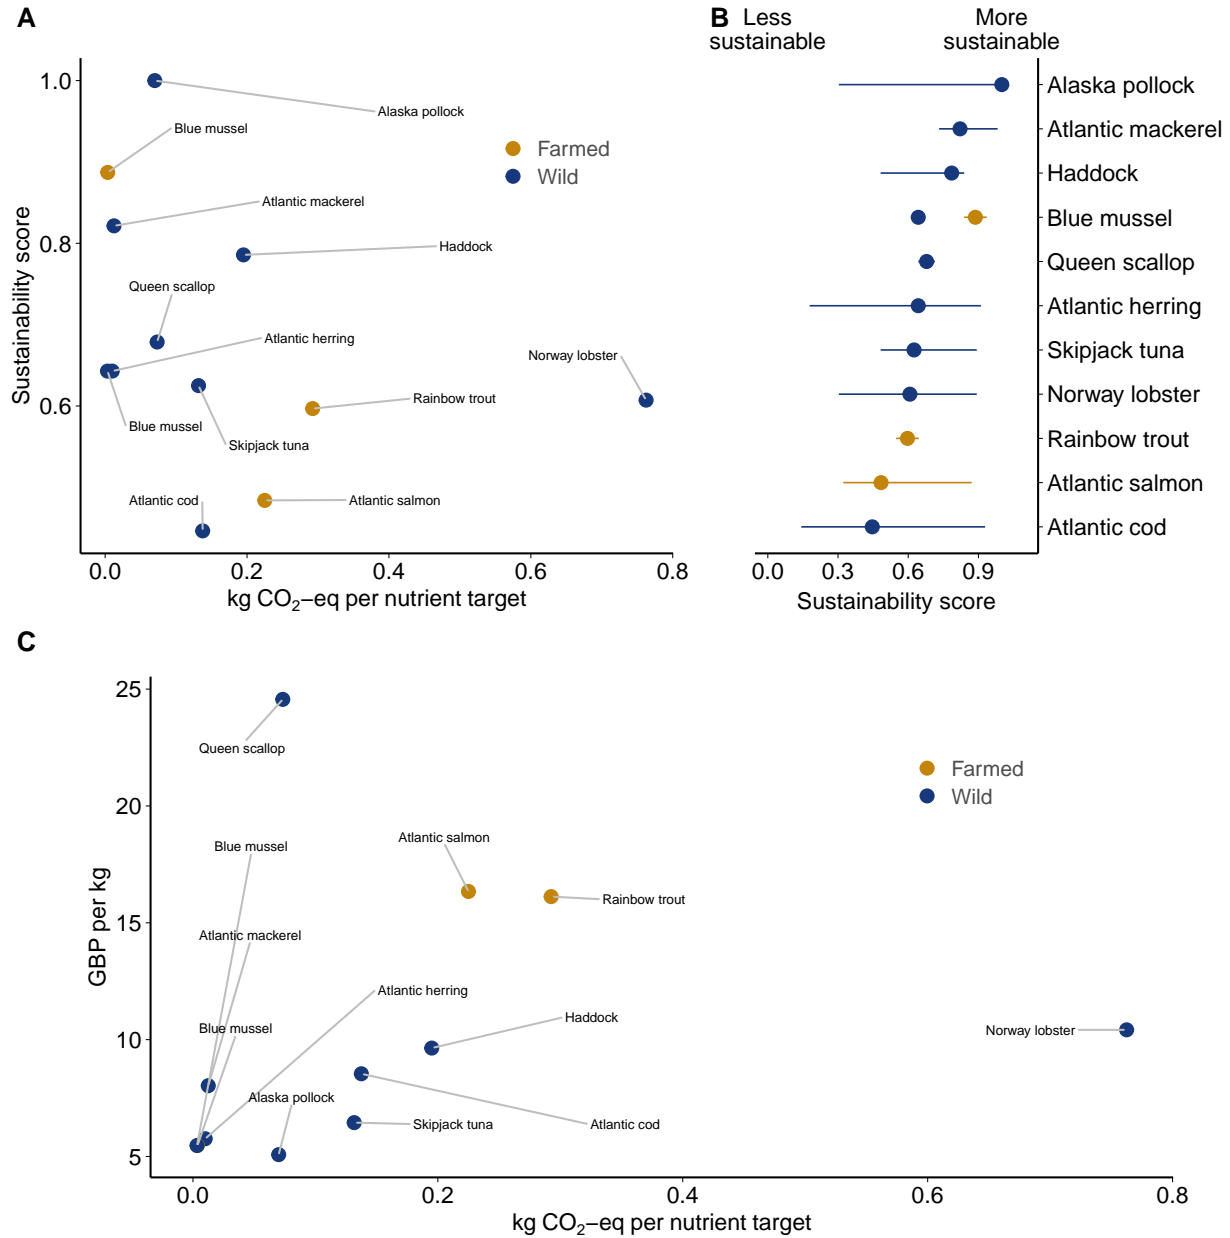 A
Sustainability score
1.0
0.8
0.6
Alaska pollock
Blue mussel
Farmed
Wild
Atlantic mackerel
Haddock
Queen scallop
Atlantic herring
Norway lobster
Rainbow trout
Blue mussel
Skipjack tuna
Atlantic cod
Atlantic salmon
0.0
0.2
0.4
0.6
0.8
kg CO₂−eq per nutrient target
B
Less
sustainable
More
sustainable
Alaska pollock
Atlantic mackerel
Haddock
Blue mussel
Queen scallop
Atlantic herring
Skipjack tuna
Norway lobster
Rainbow trout
Atlantic salmon
Atlantic cod
0.0
0.3
0.6
0.9
Sustainability score
C
GBP per kg
25
20
15
10
5
Queen scallop
Farmed
Wild
Blue mussel
Atlantic salmon
Rainbow trout
Atlantic mackerel
Atlantic herring
Haddock
Blue mussel
Norway lobster
Alaska pollock
Skipjack tuna
Atlantic cod
0.0
0.2
0.4
0.6
0.8
kg CO₂−eq per nutrient target